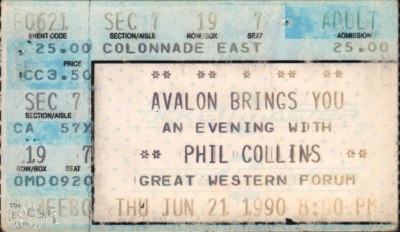 E0621 SEC 7 19 7 ADULT
EVENT CODE SECTION/AISLE ROW/BOX SEAT ADMISSION
25.00 COLONNADE EAST 25.00
PRICE
CC3.50 ** ** * ** **
SEC 7 AVALON BRINGS YOU
SECTION/AISLE
CA 57X AN EVENING WITH
19 7 ** PHIL COLLINS **
ROW/BOX SEAT
OMD0920 GREAT WESTERN FORUM
THU JUN 21 1990 8:00 PM